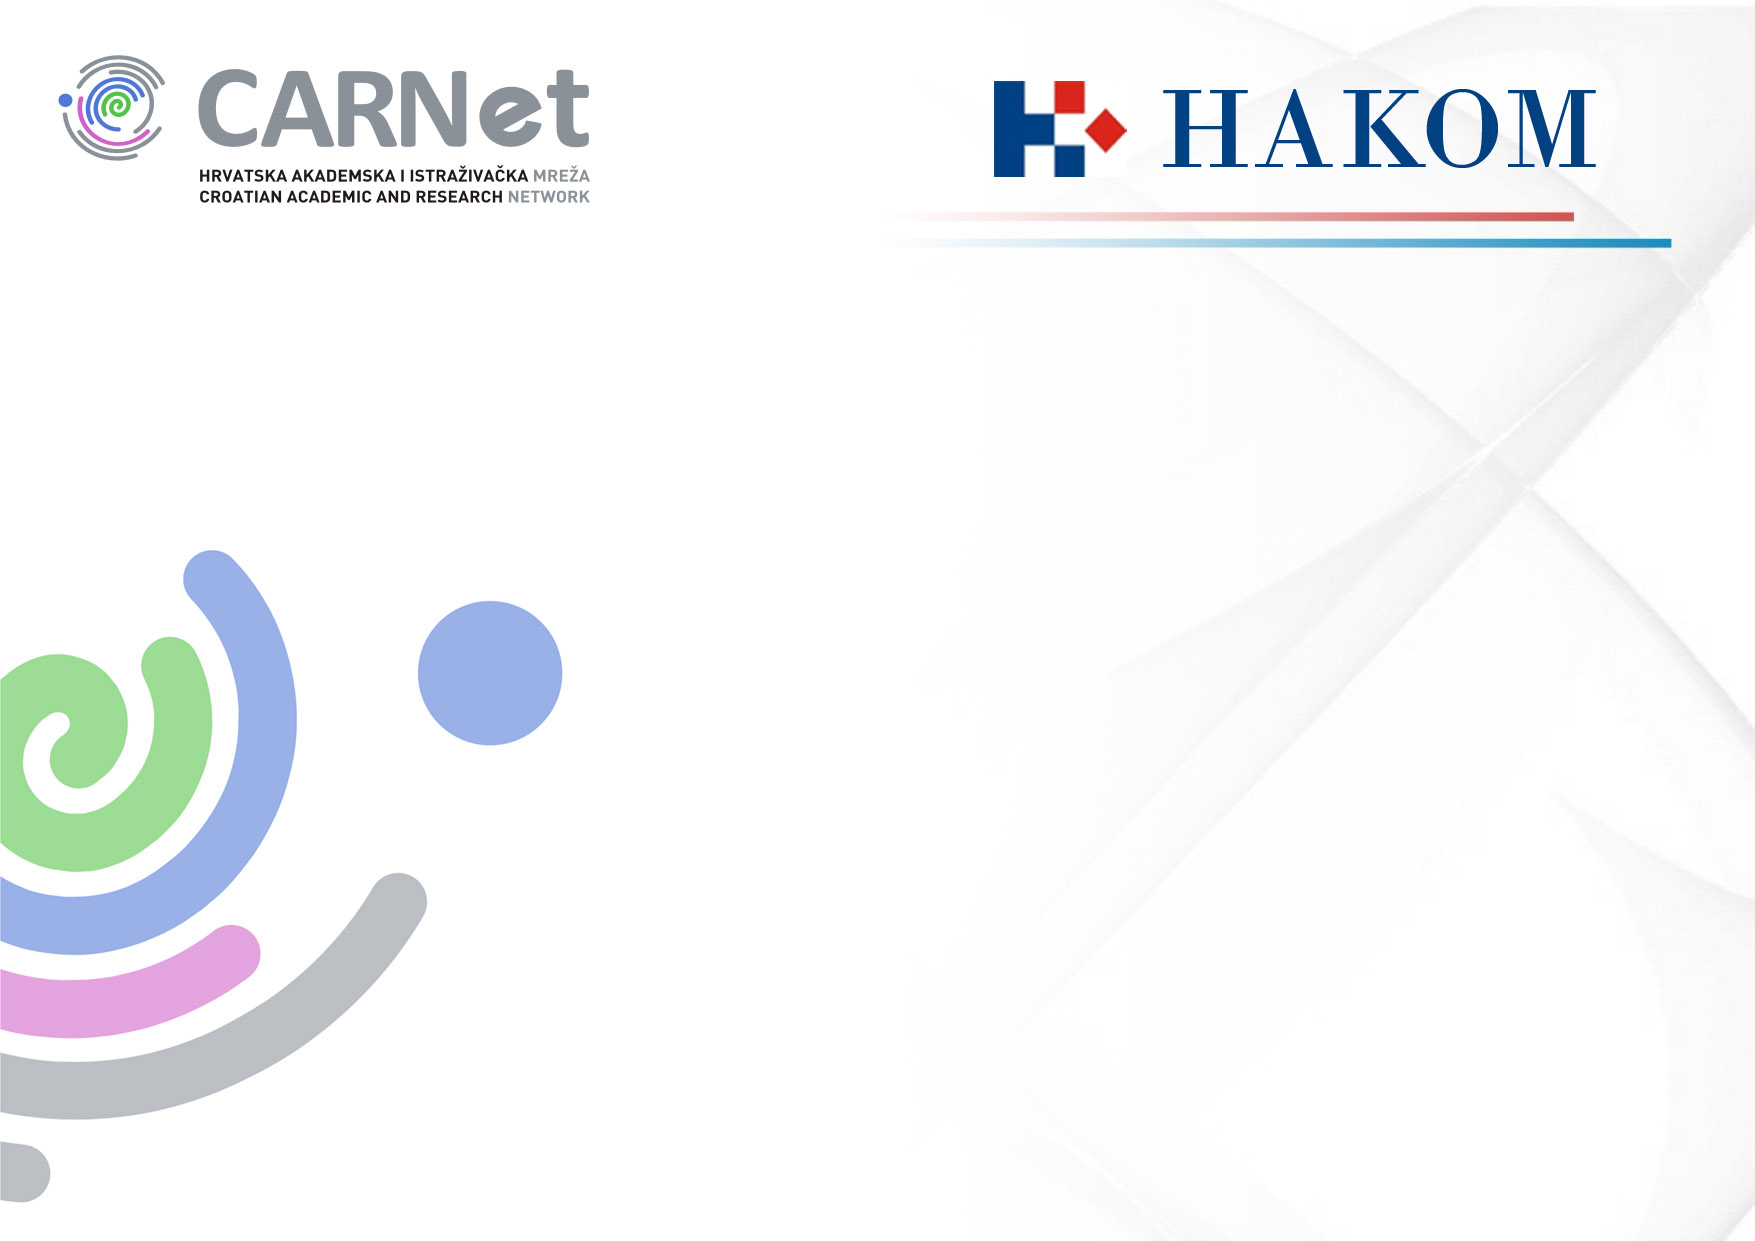 CARNet
HRVATSKA AKADEMSKA I ISTRAŽIVAČKA MREŽA
CROATIAN ACADEMIC AND RESEARCH NETWORK
HAKOM